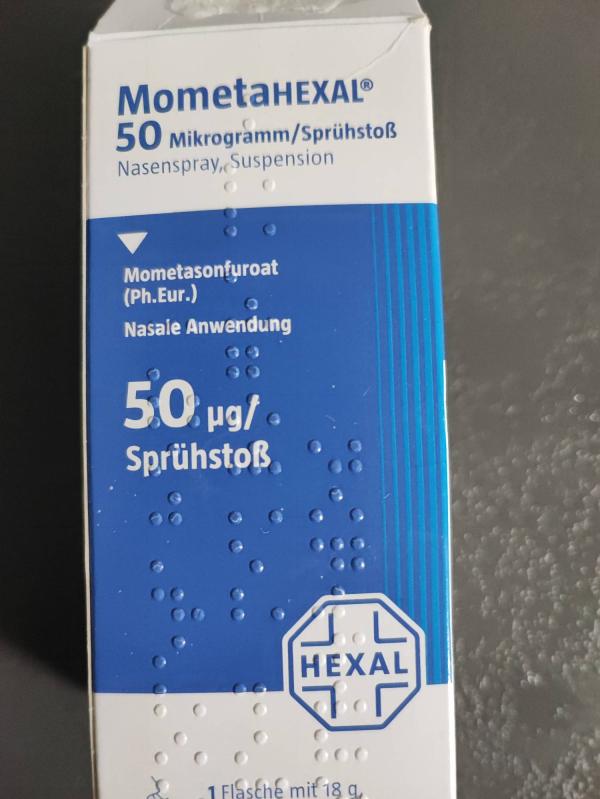 MometaHEXAL®
50 Mikrogramm/Sprühstoß
Nasenspray, Suspension
Mometasonfuroat
(Ph.Eur.)
Nasale Anwendung
50 µg/
Sprühstoß
HEXAL
1 Flasche mit 18 g